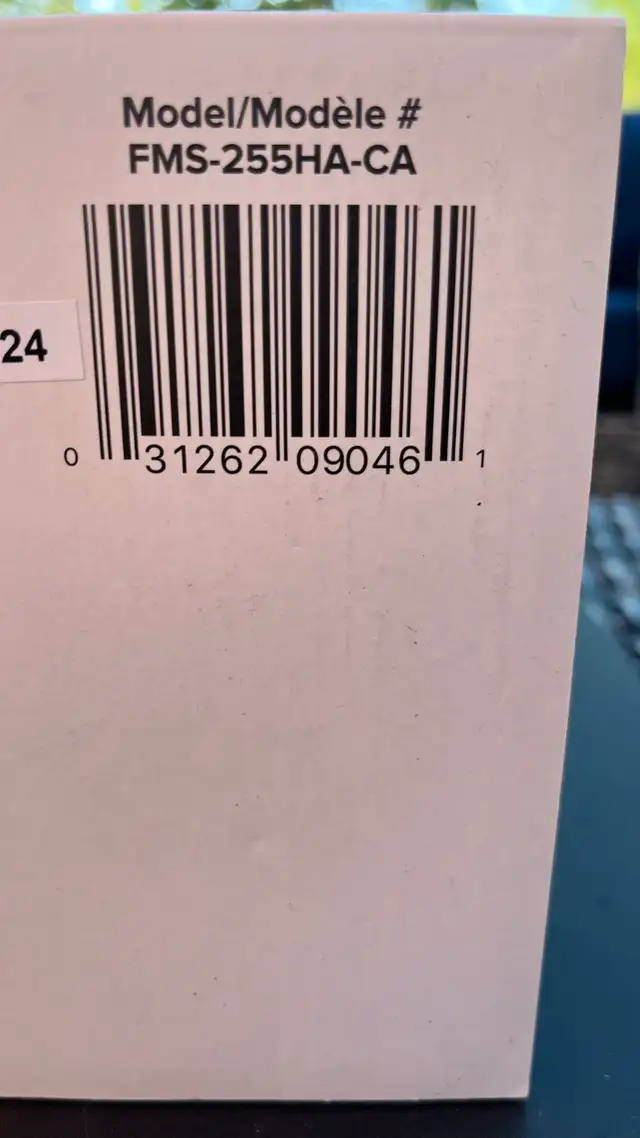 Model/Modèle #
FMS-255HA-CA
24
0 31262 09046 1